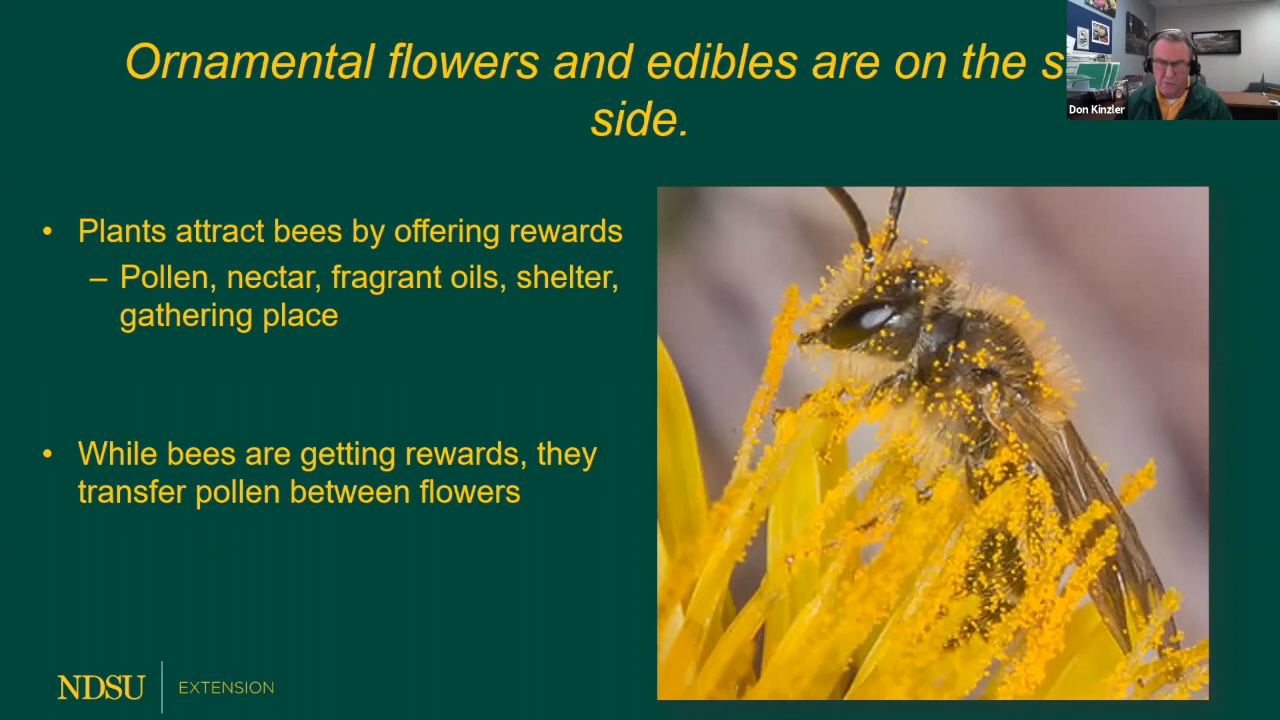 Ornamental flowers and edibles are on the s
side.
Don Kinzler
• Plants attract bees by offering rewards
– Pollen, nectar, fragrant oils, shelter,
gathering place
• While bees are getting rewards, they
transfer pollen between flowers
NDSU EXTENSION